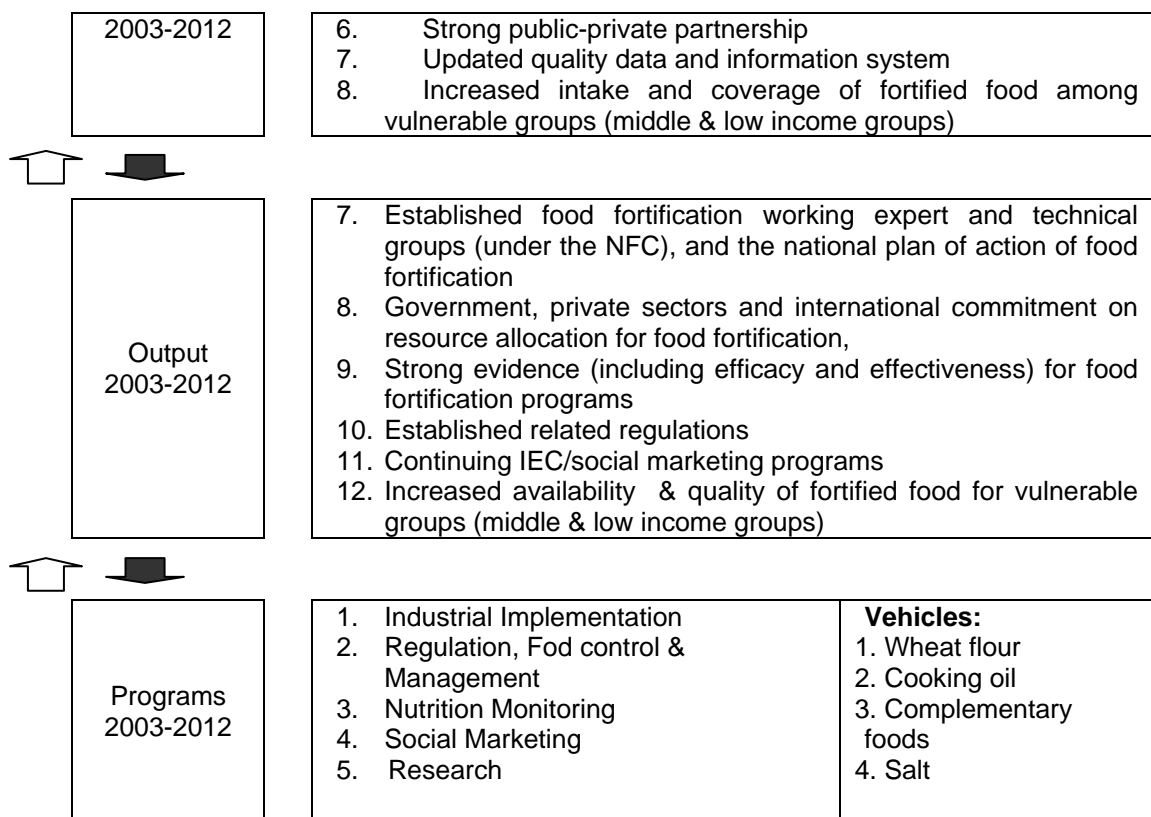 2003-2012
6. Strong public-private partnership
7. Updated quality data and information system
8. Increased intake and coverage of fortified food among
vulnerable groups (middle & low income groups)
Output
2003-2012
7. Established food fortification working expert and technical
groups (under the NFC), and the national plan of action of food
fortification
8. Government, private sectors and international commitment on
resource allocation for food fortification,
9. Strong evidence (including efficacy and effectiveness) for food
fortification programs
10. Established related regulations
11. Continuing IEC/social marketing programs
12. Increased availability & quality of fortified food for vulnerable
groups (middle & low income groups)
Programs
2003-2012
1. Industrial Implementation
2. Regulation, Fod control &
Management
3. Nutrition Monitoring
4. Social Marketing
5. Research
Vehicles:
1. Wheat flour
2. Cooking oil
3. Complementary
foods
4. Salt